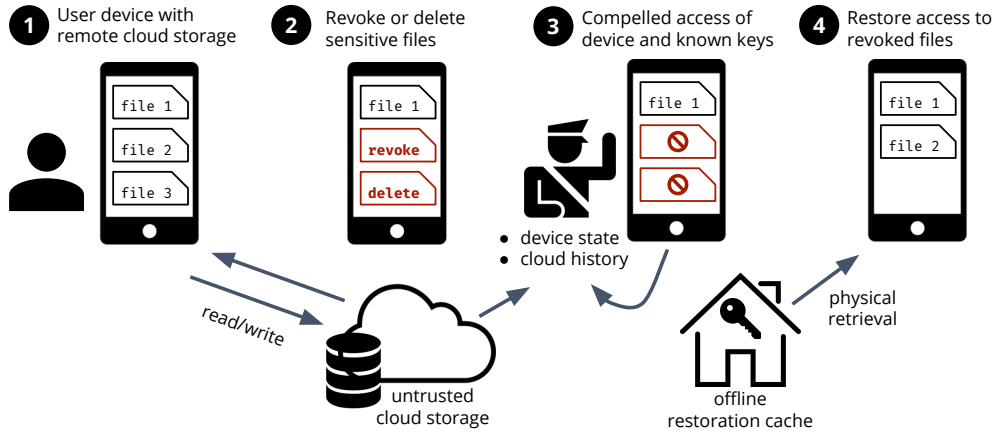 1
User device with
remote cloud storage
file 1
file 2
file 3
2
Revoke or delete
sensitive files
file 1
revoke
delete
3
Compelled access of
device and known keys
file 1
• device state
• cloud history
4
Restore access to
revoked files
file 1
file 2
read/write
untrusted
cloud storage
physical
retrieval
offline
restoration cache